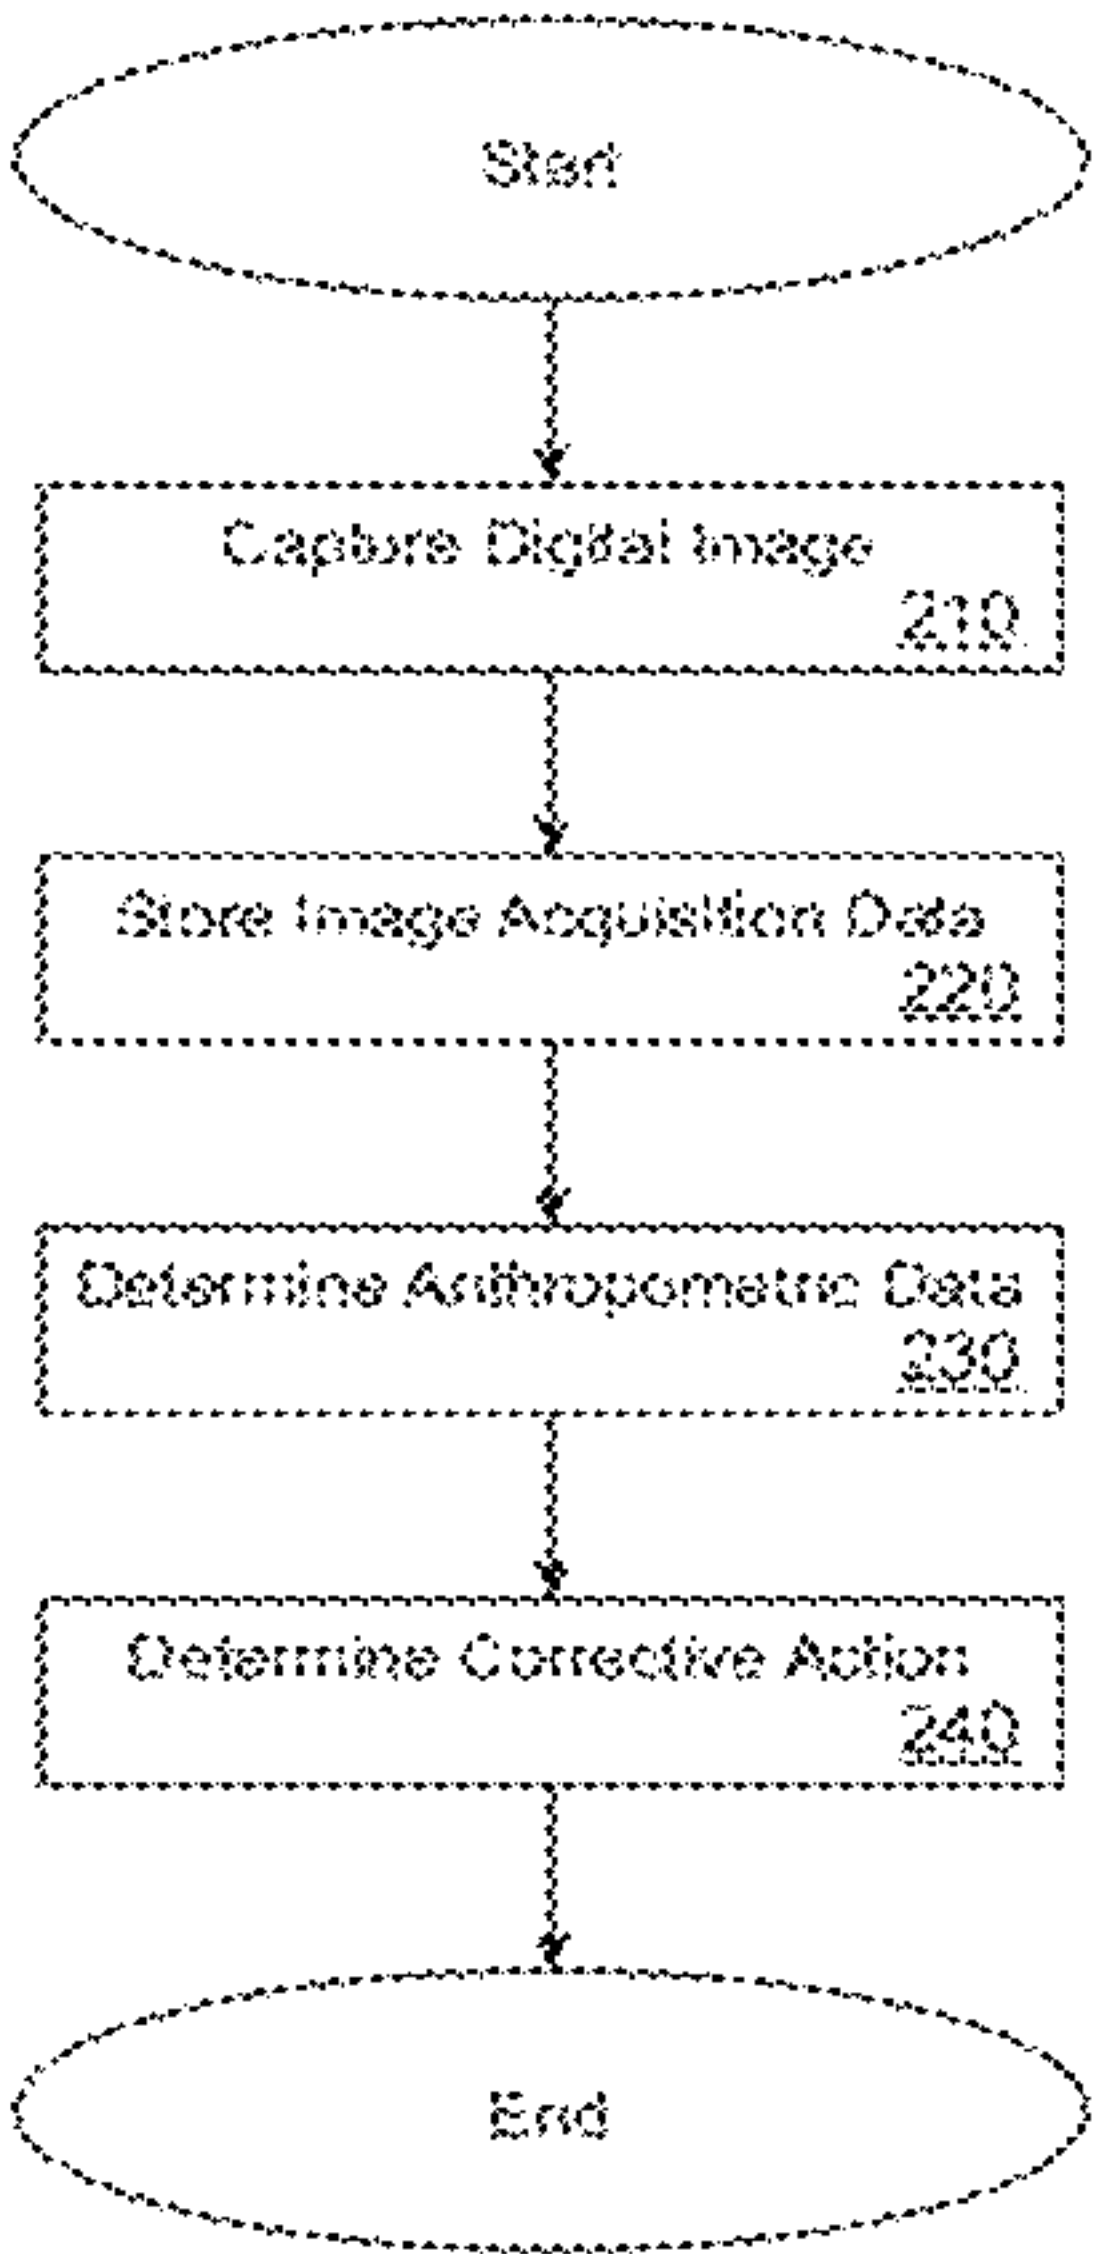 Start
Capture Digital Image
210
Store Image Acquisition Data
220
Determine Anthropometric Data
230
Determine Corrective Action
240
End